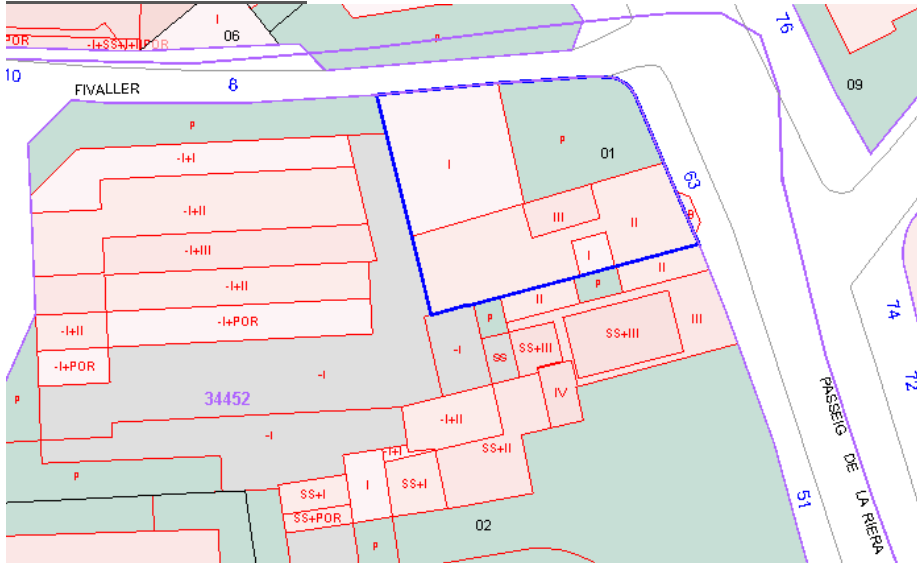 I
06
POR
-I+SS+I+IIPOR
P
76
10
8
FIVALLER
09
P
-I+I
I
P
01
63
-I+II
III
II
B
-I+III
I
II
-I+II
P
II
P
-I+II
-I+POR
-I
SS
SS+III
SS+III
III
74
-I+POR
-I
72
P
34452
IV
PASSEIG DE LA RIERA
-I+II
-I
-I+I
SS+II
P
SS+I
I
SS+I
51
SS+POR
02
P